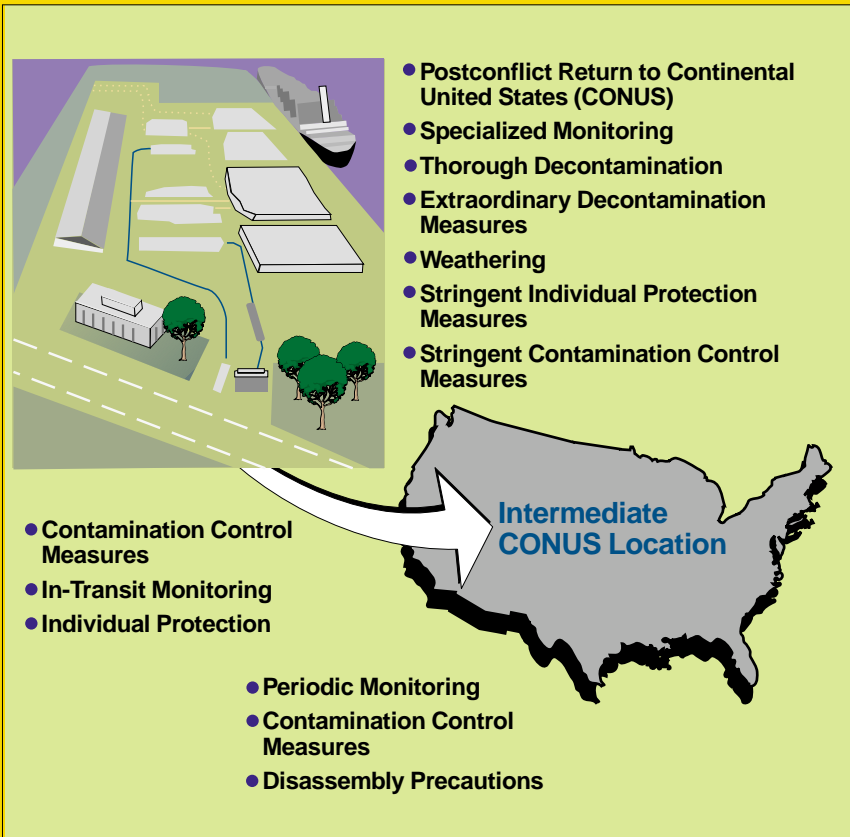 • Postconflict Return to Continental
United States (CONUS)
• Specialized Monitoring
• Thorough Decontamination
• Extraordinary Decontamination
Measures
• Weathering
• Stringent Individual Protection
Measures
• Stringent Contamination Control
Measures
Intermediate
CONUS Location
• Contamination Control
Measures
• In-Transit Monitoring
• Individual Protection
• Periodic Monitoring
• Contamination Control
Measures
• Disassembly Precautions